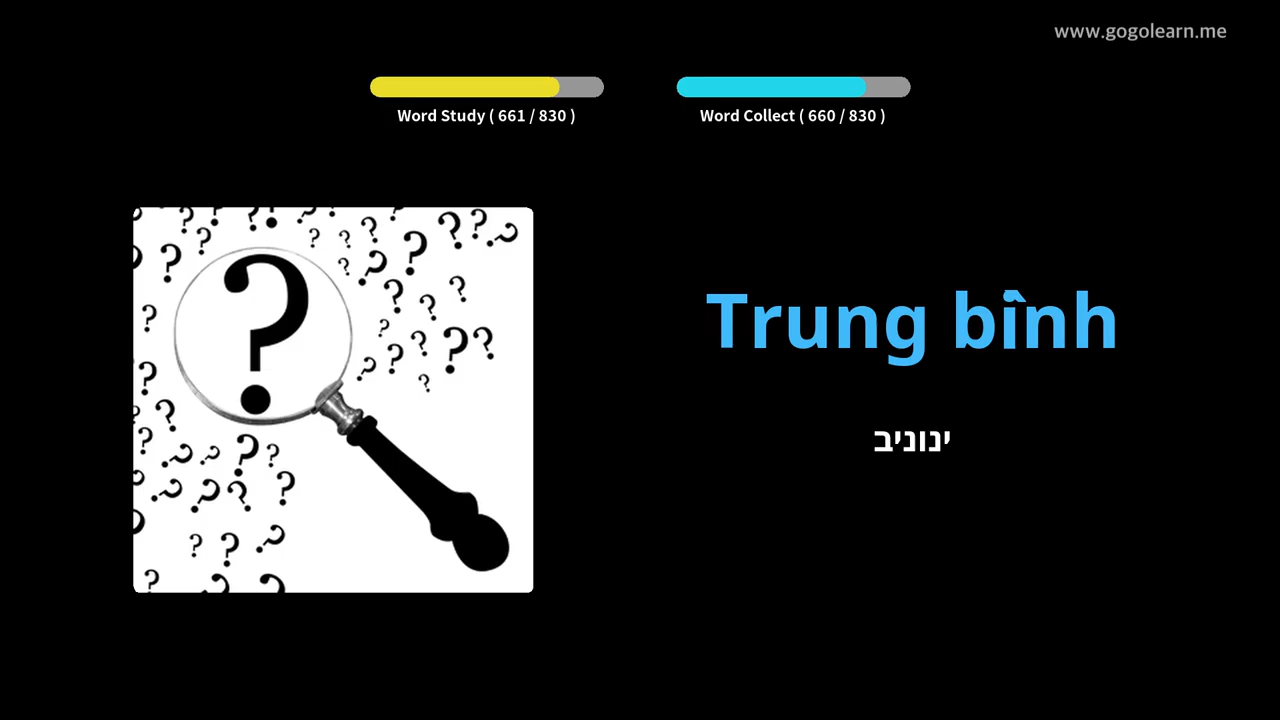 www.gogolearn.me
Word Study ( 661 / 830 )
Word Collect ( 660 / 830 )
Trung bình
ינוניב